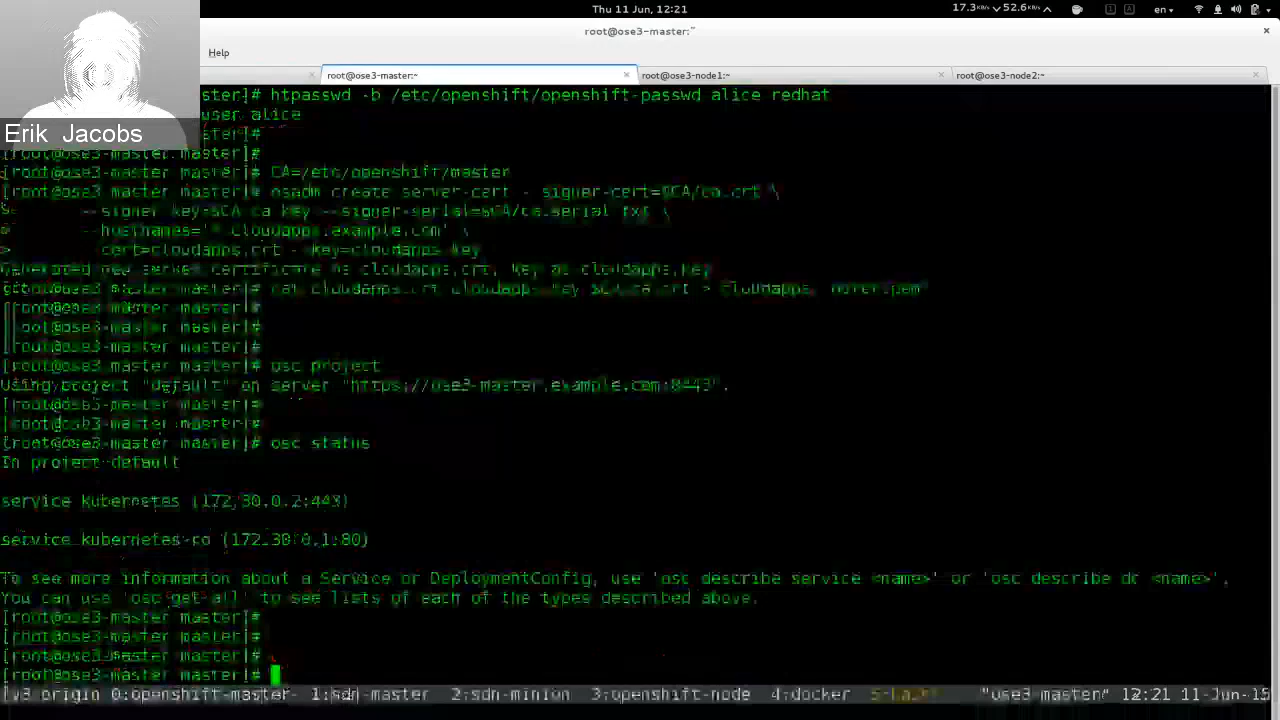 Thu 11 Jun, 12:21
17.3 KB/s 52.6 KB/s
en
root@ose3-master:~
Help
root@ose3-master:~
root@ose3-node1:~
root@ose3-node2:~
Erik Jacobs
ster]# htpasswd -b /etc/openshift/openshift-passwd alice redhat
user alice
ster]#
[root@ose3-master master]#
[root@ose3-master master]# CA=/etc/openshift/master
[root@ose3-master master]# osadm create server-cart - signer-cert=$CA/ca.crt \
--signer key-$CA ca key --signer-serial=$CA/ca.serial txt \
--hostnames='*.cloudapps.example.com' \
> cert=cloudapps.crt - key=cloudapps key
Generated new server certificate as cloudapps.crt, key as cloudapps.key
master]# cat cloudapps.crt cloudapps key $CA/ca.crt > cloudapps
[root@ose3-master master]#
[root@ose3-master master]#
[root@ose3-master master]#
[root@ose3-master master]# osc project
Using project "default" on server "https://ose3-master.example.com:8443".
[root@ose3-master master]#
[root@ose3-master master]#
[root@ose3-master master]# osc status
In project default
service kubernetes (172.30.0.2:443)
service kubernetes-ro (172.30.0.1:80)
To see more information about a Service or DeploymentConfig, use 'osc describe service <name>' or 'osc describe dc <name>'.
You can use 'osc get all' to see lists of each of the types described above.
[root@ose3-master master]#
[root@ose3-master master]#
[root@ose3-master master]#
[root@ose3-master master]#
[v3 origin 0:openshift-master- 1:sdn-master 2:sdn-minion 3:openshift-node 4:docker "ose3 master" 12:21 11-Jun-15